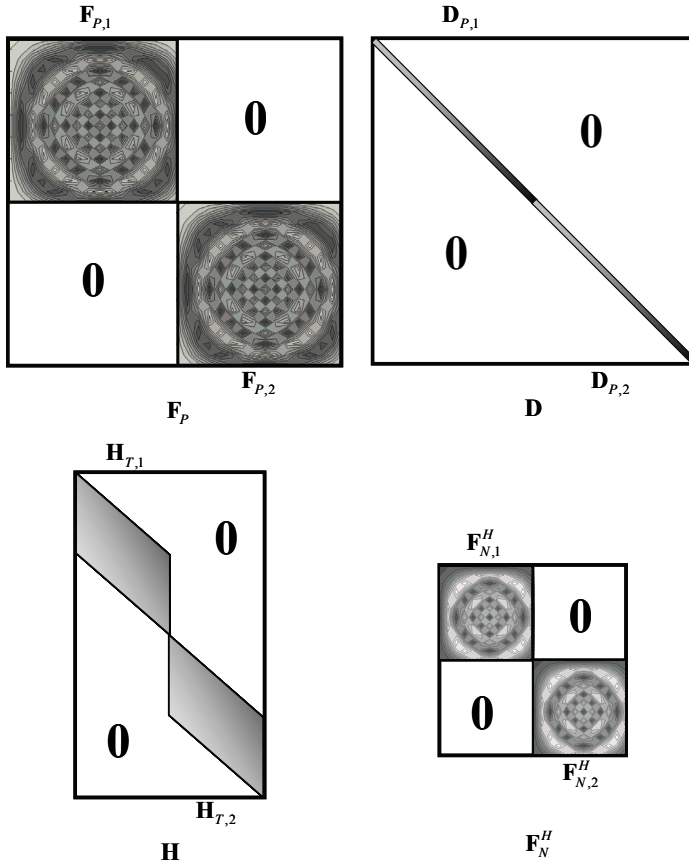 F_{P,1}
0
0
F_{P,2}
F_P
D_{P,1}
0
0
D_{P,2}
D
H_{T,1}
0
0
H_{T,2}
H
F^H_{N,1}
0
0
F^H_{N,2}
F^H_N